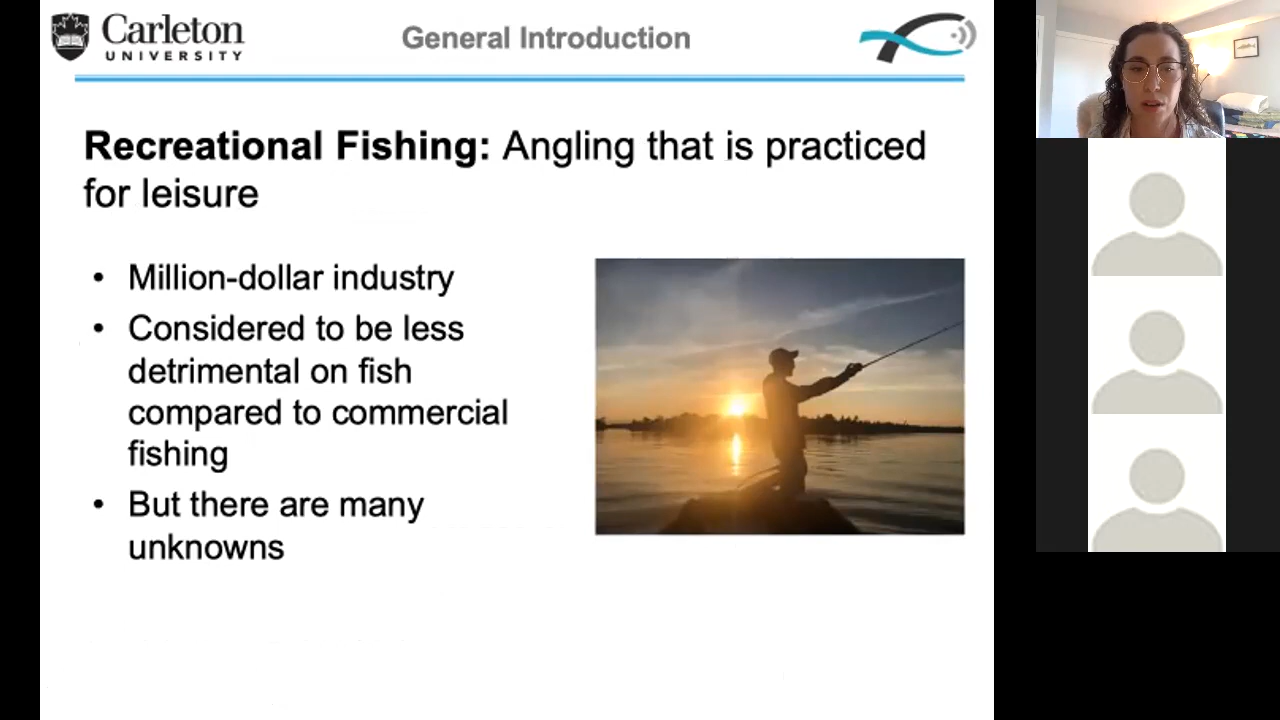 Carleton
UNIVERSITY
General Introduction
Recreational Fishing: Angling that is practiced
for leisure
• Million-dollar industry
• Considered to be less
detrimental on fish
compared to commercial
fishing
• But there are many
unknowns